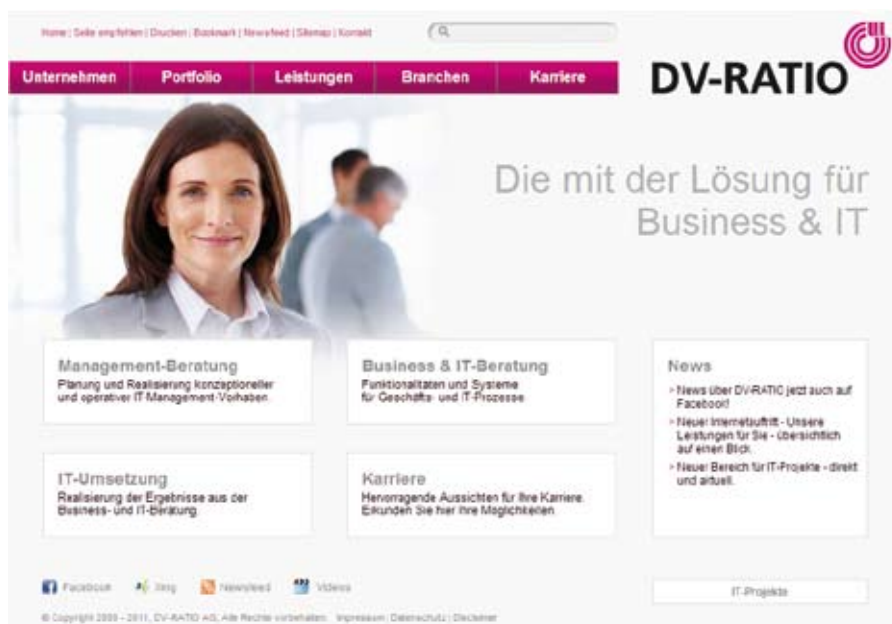 Home | Seite empfehlen | Drucken | Bookmark | Newsfeed | Sitemap | Kontakt
Unternehmen Portfolio Leistungen Branchen Karriere
DV-RATIO
Die mit der Lösung für
Business & IT
Management-Beratung
Planung und Realisierung konzeptioneller
und operativer IT-Management-Vorhaben.
Business & IT-Beratung
Funktionalitäten und Systeme
für Geschäfts- und IT-Prozesse.
News
News über DV-RATIO jetzt auch auf
Facebook!
Neuer Internetauftritt - Unsere
Leistungen für Sie - übersichtlich
auf einen Blick.
Neuer Bereich für IT-Projekte - direkt
und aktuell.
IT-Umsetzung
Realisierung der Ergebnisse aus der
Business- und IT-Beratung.
Karriere
Hervorragende Aussichten für Ihre Karriere.
Erkunden Sie hier Ihre Möglichkeiten.
Facebook Xing Newsfeed Videos
IT-Projekte
© Copyright 2000 - 2011, DV-RATIO AG, Alle Rechte vorbehalten. Impressum | Datenschutz | Disclaimer